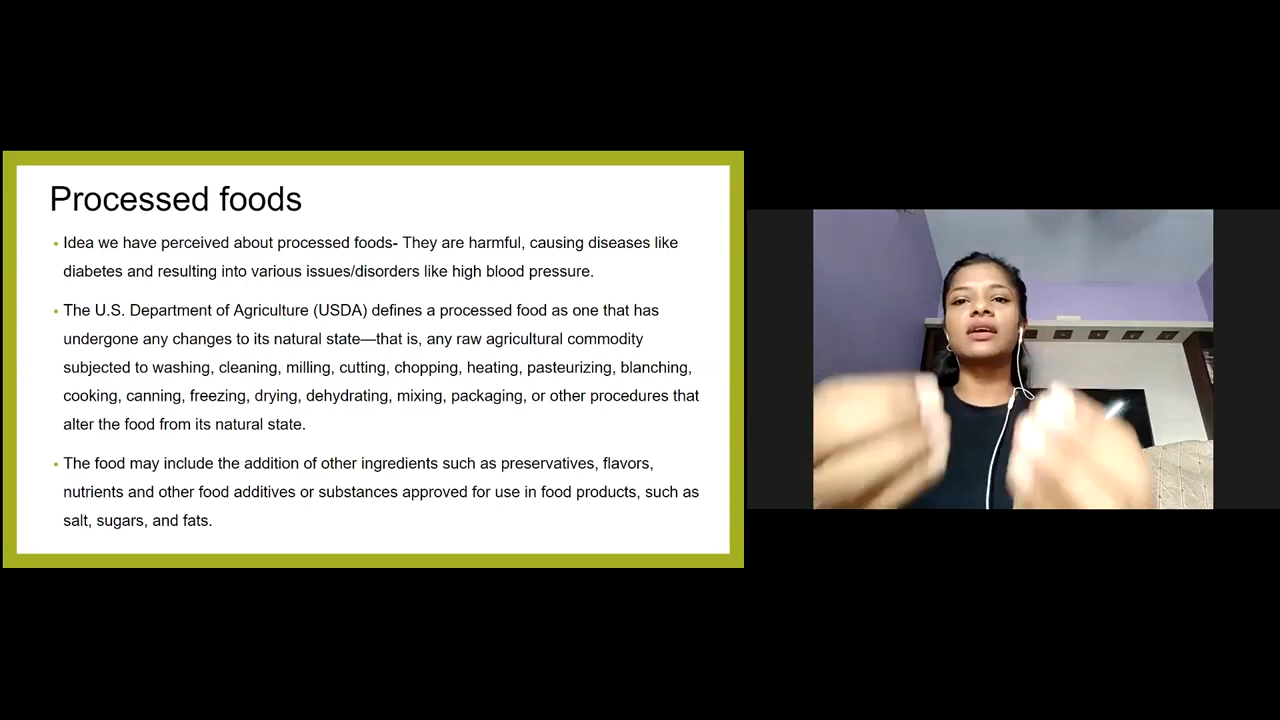 Processed foods
• Idea we have perceived about processed foods- They are harmful, causing diseases like
diabetes and resulting into various issues/disorders like high blood pressure.
• The U.S. Department of Agriculture (USDA) defines a processed food as one that has
undergone any changes to its natural state—that is, any raw agricultural commodity
subjected to washing, cleaning, milling, cutting, chopping, heating, pasteurizing, blanching,
cooking, canning, freezing, drying, dehydrating, mixing, packaging, or other procedures that
alter the food from its natural state.
• The food may include the addition of other ingredients such as preservatives, flavors,
nutrients and other food additives or substances approved for use in food products, such as
salt, sugars, and fats.